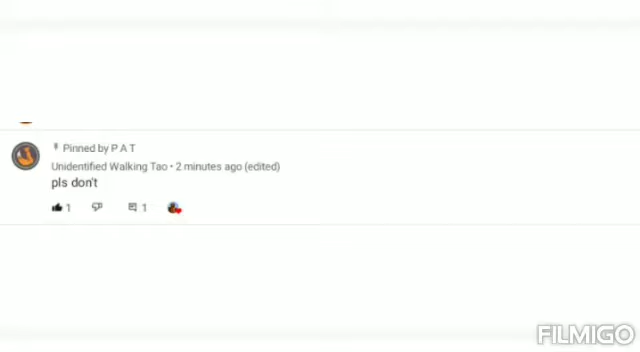 Pinned by P A T
Unidentified Walking Tao • 2 minutes ago (edited)
pls don't
1 1
FILMIGO